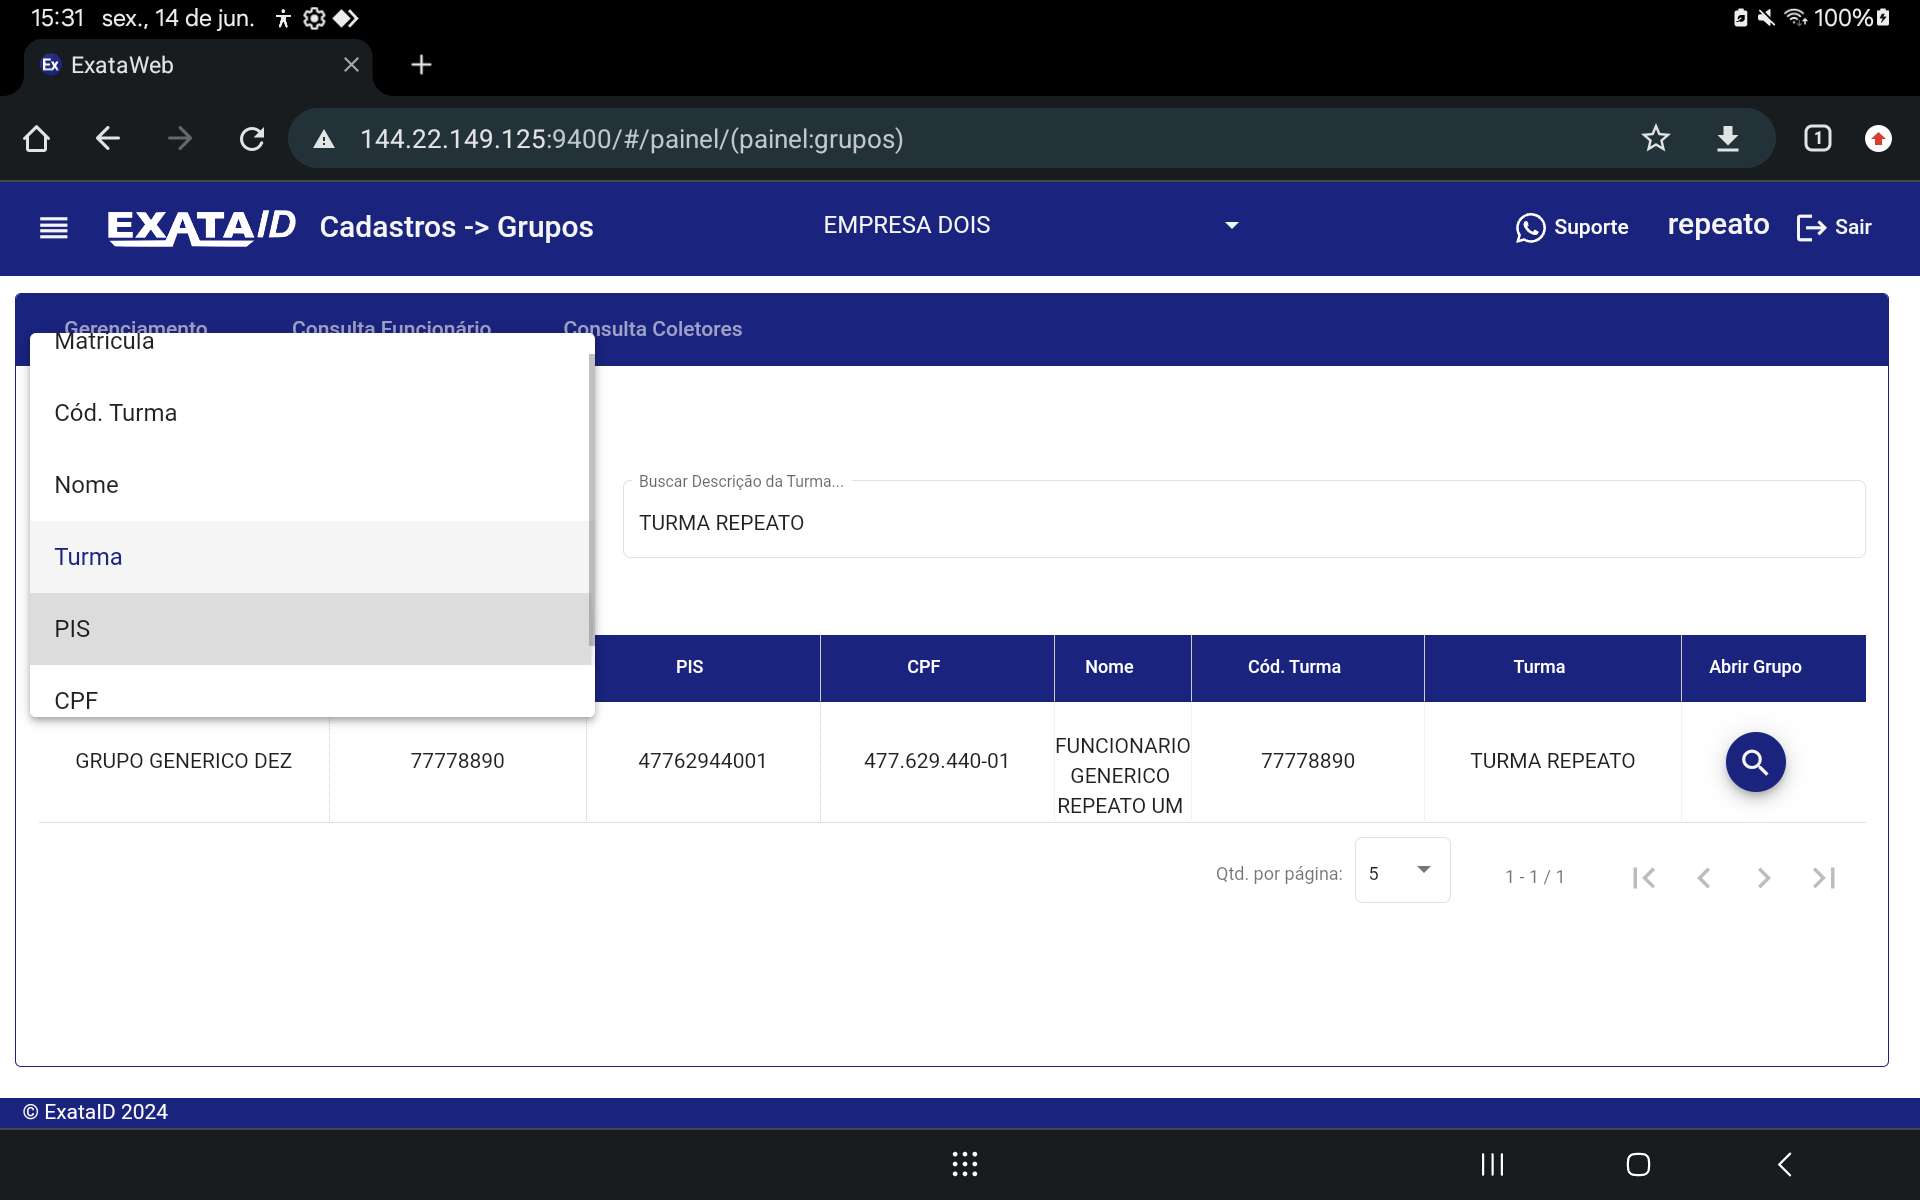 15:31 sex., 14 de jun. 100%
Ex ExataWeb
144.22.149.125:9400/#/painel/(painel:grupos) 1
EXATAID Cadastros -> Grupos EMPRESA DOIS Suporte repeato Sair
Gerenciamento Consulta Funcionário Consulta Coletores
Matrícula
Cód. Turma
Nome
Turma
PIS
CPF
Buscar Descrição da Turma...
TURMA REPEATO
PIS CPF Nome Cód. Turma Turma Abrir Grupo
GRUPO GENERICO DEZ 77778890 47762944001 477.629.440-01 FUNCIONARIO GENERICO REPEATO UM 77778890 TURMA REPEATO
Qtd. por página: 5 1 - 1 / 1
© ExataID 2024